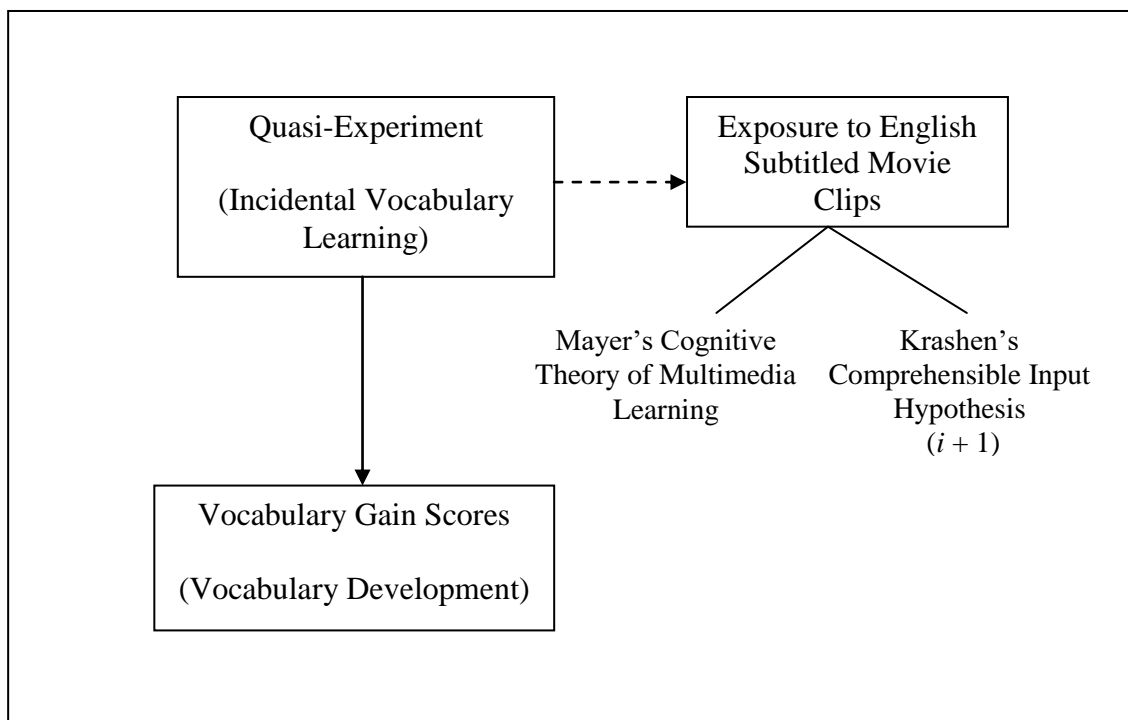 Quasi-Experiment
(Incidental Vocabulary
Learning)
Exposure to English
Subtitled Movie
Clips
Mayer’s Cognitive
Theory of Multimedia
Learning
Krashen’s
Comprehensible Input
Hypothesis
(i + 1)
Vocabulary Gain Scores
(Vocabulary Development)